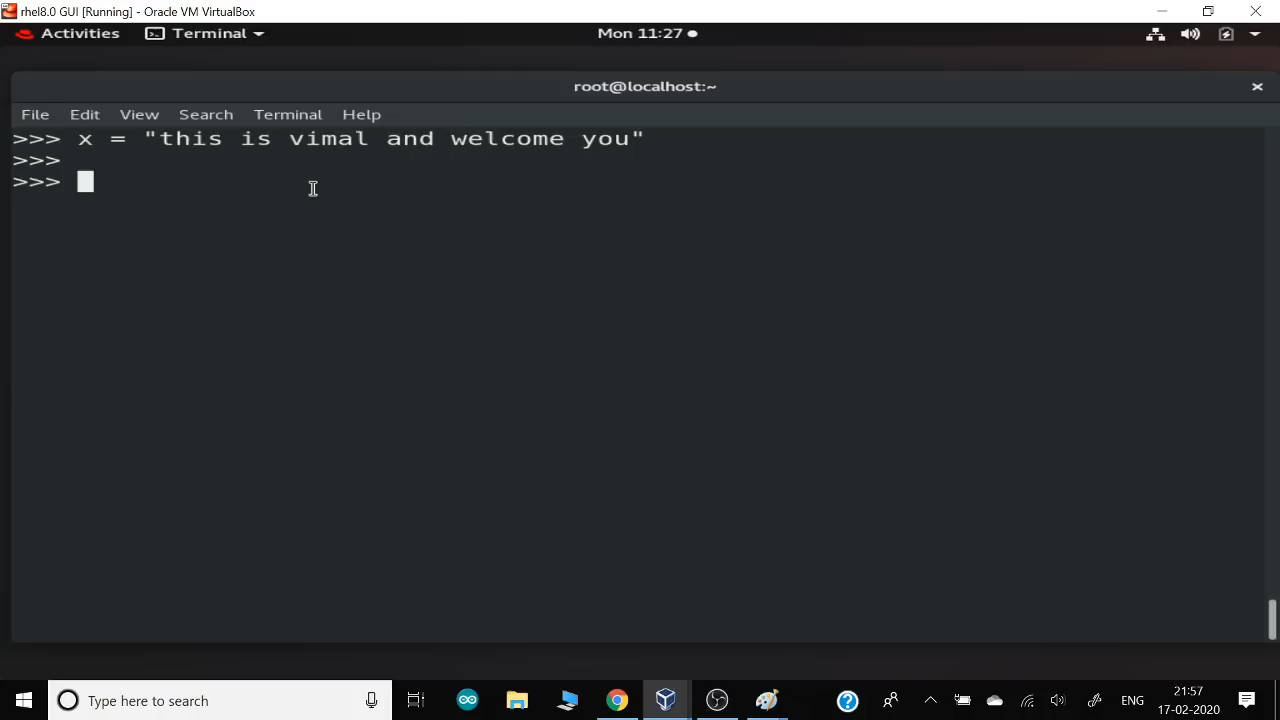 rhel8.0 GUI [Running] - Oracle VM VirtualBox
Activities Terminal Mon 11:27
root@localhost:~
File Edit View Search Terminal Help
>>> x = "this is vimal and welcome you"
>>>
>>>
Type here to search
ENG
21:57
17-02-2020